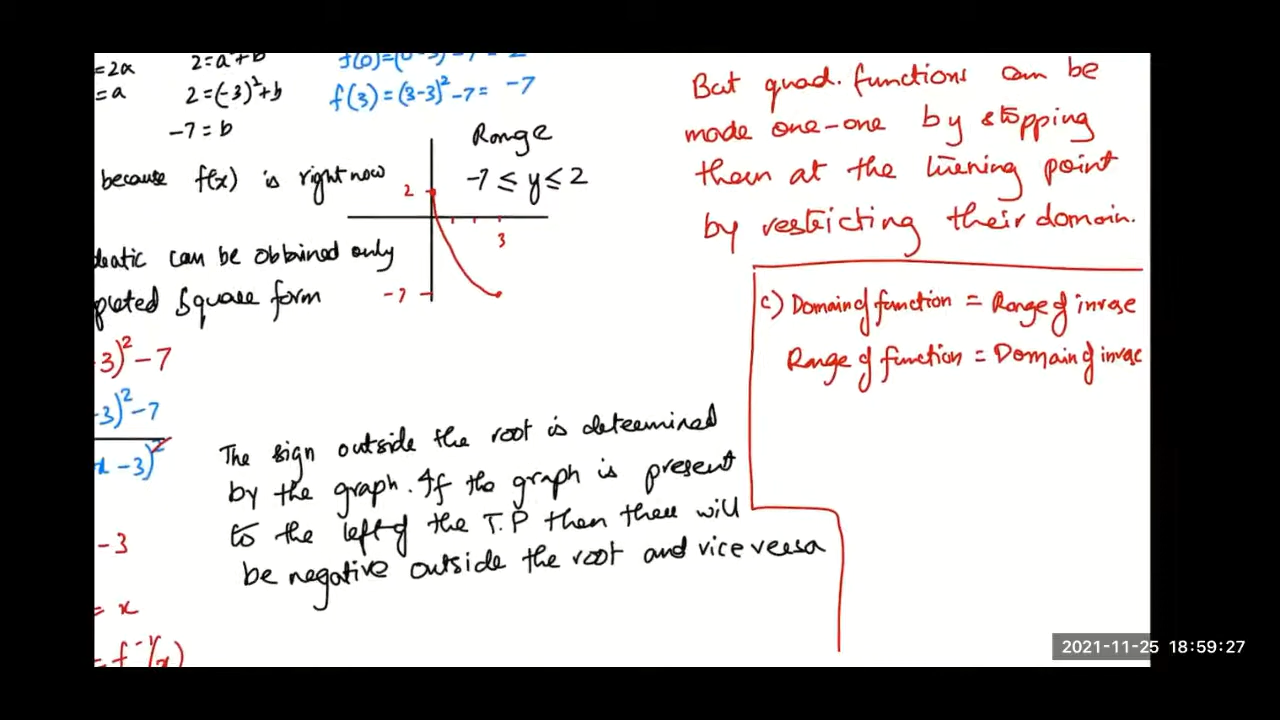 = 2a
2 = a² + b
= a
2 = (-3)² + b
f(3) = (3-3)² - 7 = -7
-7 = b
because f(x) is right now
Range
-7 ≤ y ≤ 2
2
3
-7
can be obtained only
Square form
3)² - 7
-3)² - 7
x - 3)²
- 3
= x
= f⁻¹(x)
The sign outside the root is determined
by the graph. If the graph is present
to the left of the T.P then there will
be negative outside the root and vice versa
But quad. functions can be
made one-one by stopping
them at the turning point
by restricting their domain.
c) Domain of function = Range of inverse
Range of function = Domain of inverse
2021-11-25 18:59:27